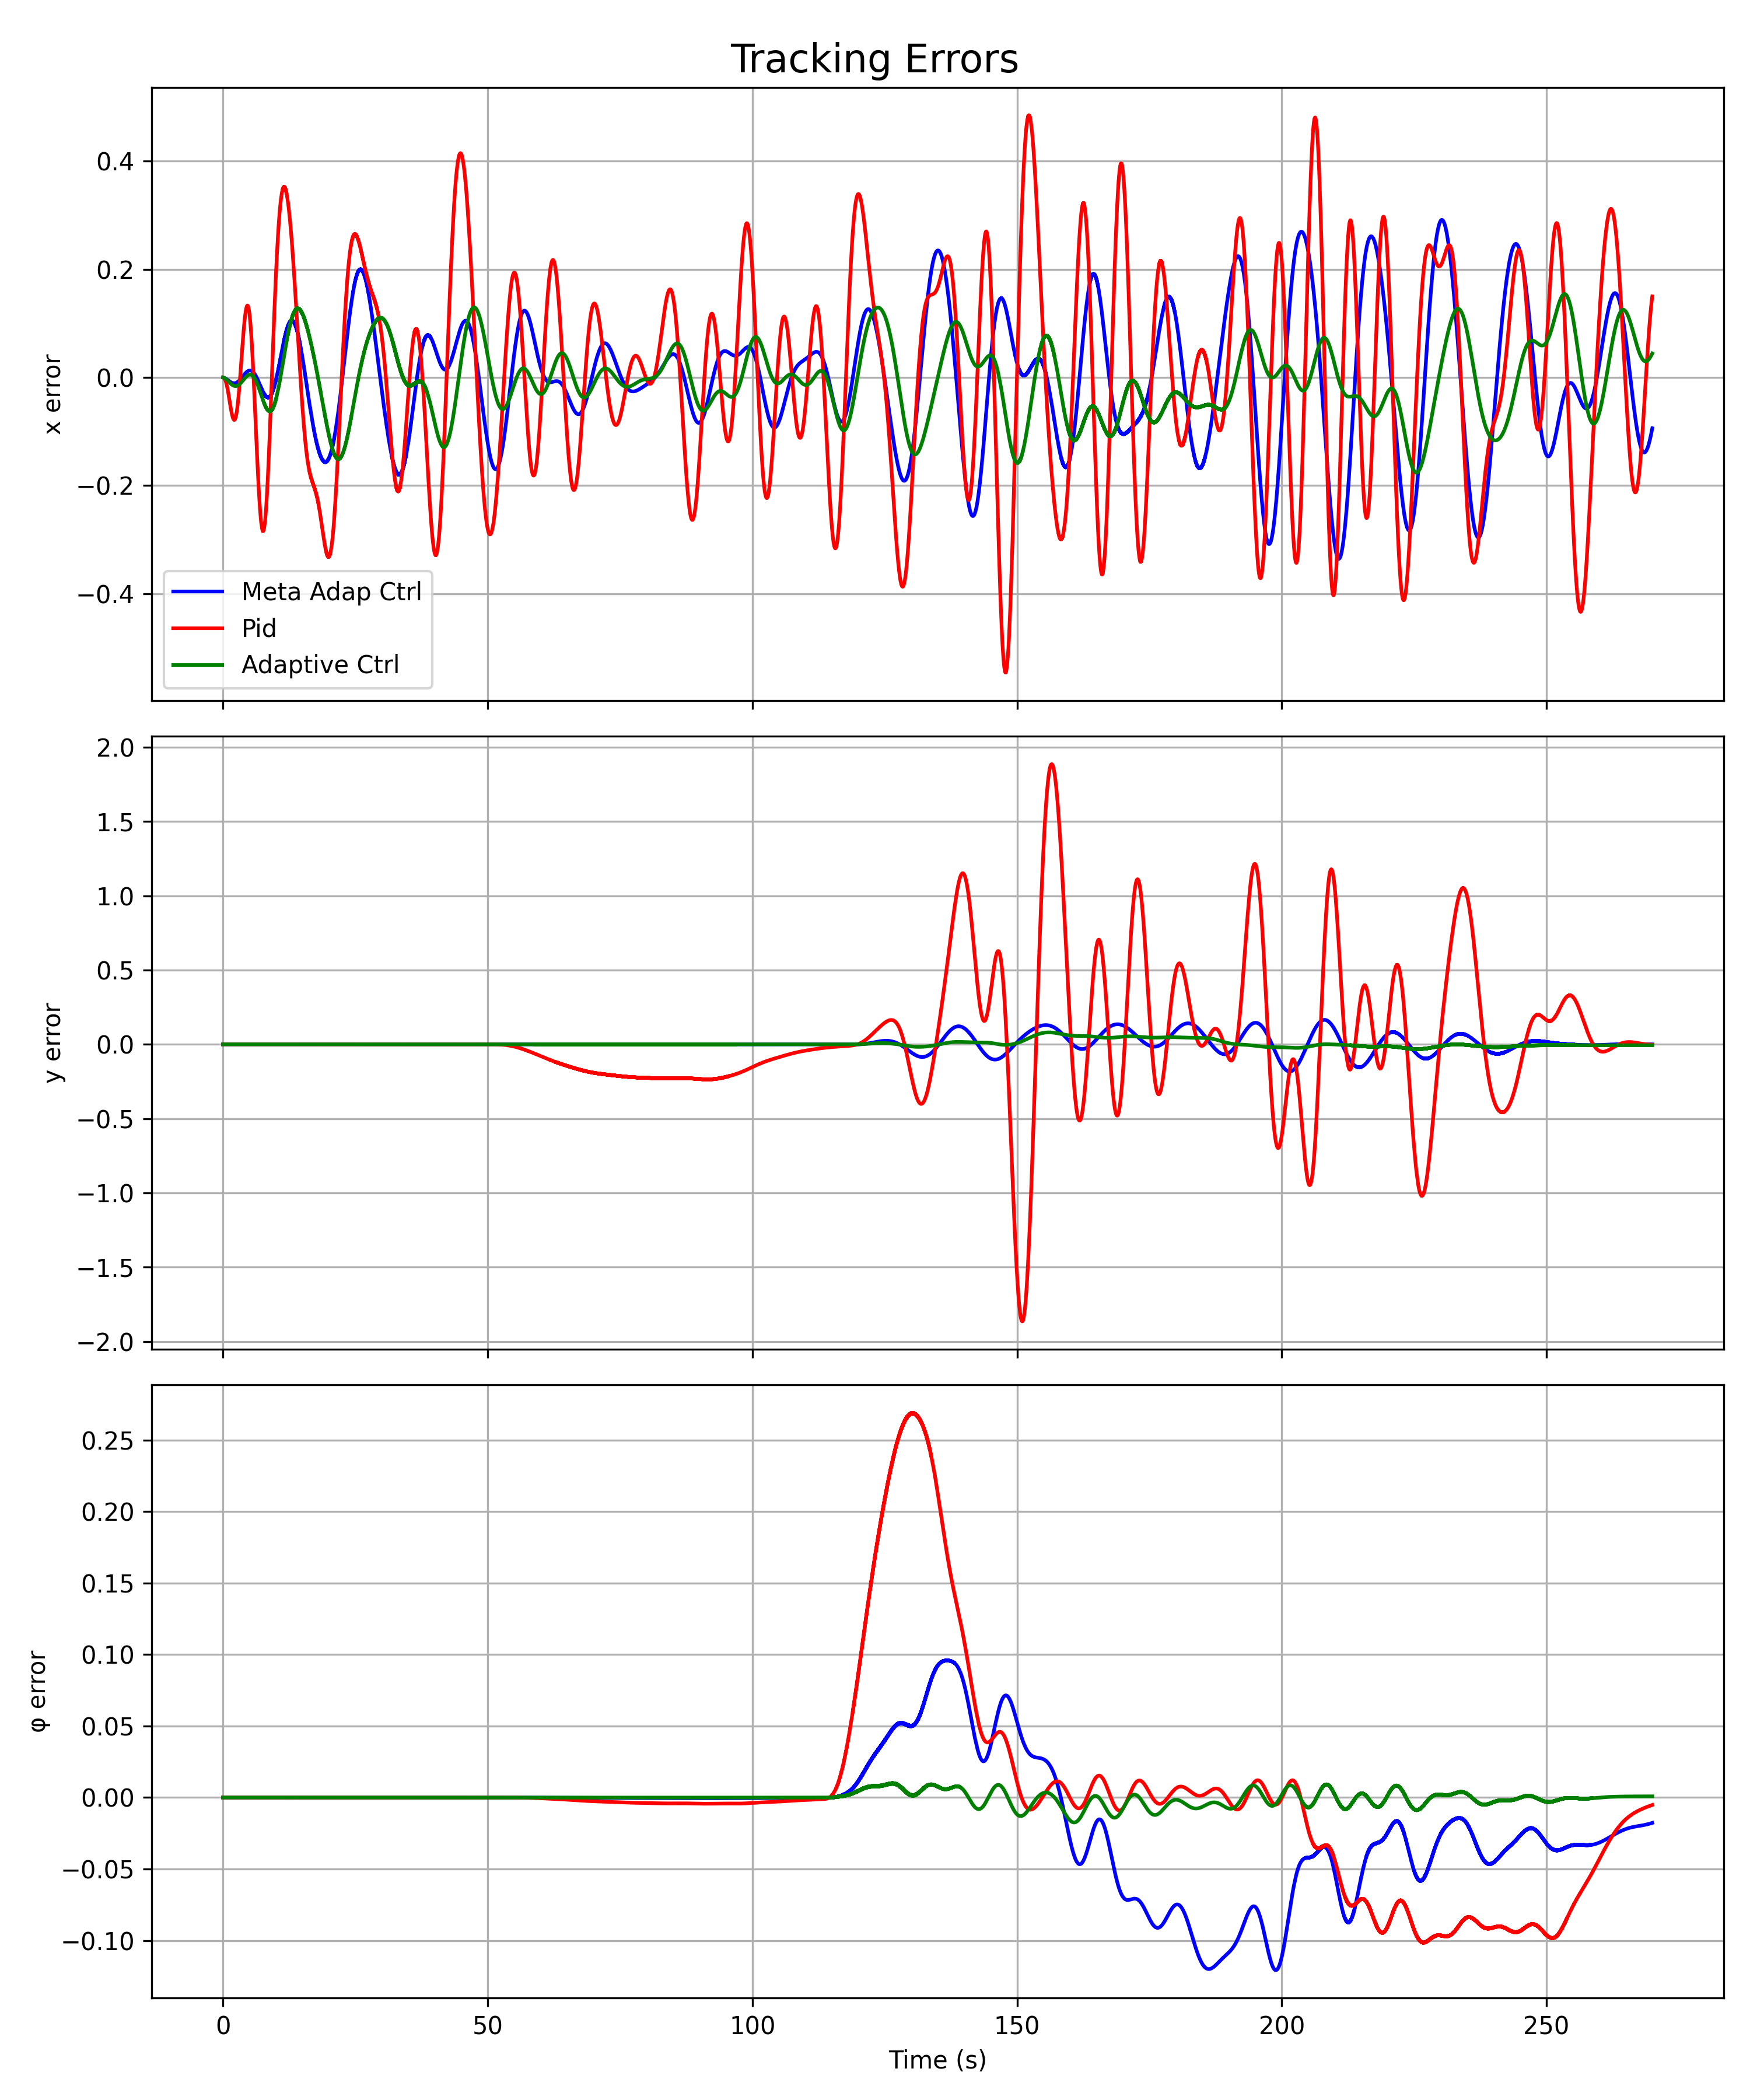 Tracking Errors
x error
0.4
0.2
0.0
−0.2
−0.4
Meta Adap Ctrl
Pid
Adaptive Ctrl
y error
2.0
1.5
1.0
0.5
0.0
−0.5
−1.0
−1.5
−2.0
φ error
0.25
0.20
0.15
0.10
0.05
0.00
−0.05
−0.10
0 50 100 150 200 250
Time (s)